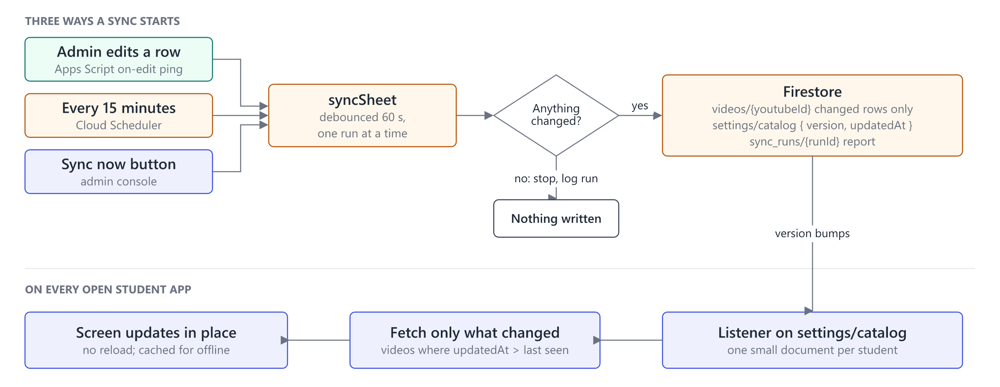 THREE WAYS A SYNC STARTS
Admin edits a row
Apps Script on-edit ping
Every 15 minutes
Cloud Scheduler
Sync now button
admin console
syncSheet
debounced 60 s,
one run at a time
Anything
changed?
yes
no: stop, log run
Nothing written
Firestore
videos/{youtubeId} changed rows only
settings/catalog { version, updatedAt }
sync_runs/{runId} report
version bumps
ON EVERY OPEN STUDENT APP
Screen updates in place
no reload; cached for offline
Fetch only what changed
videos where updatedAt > last seen
Listener on settings/catalog
one small document per student